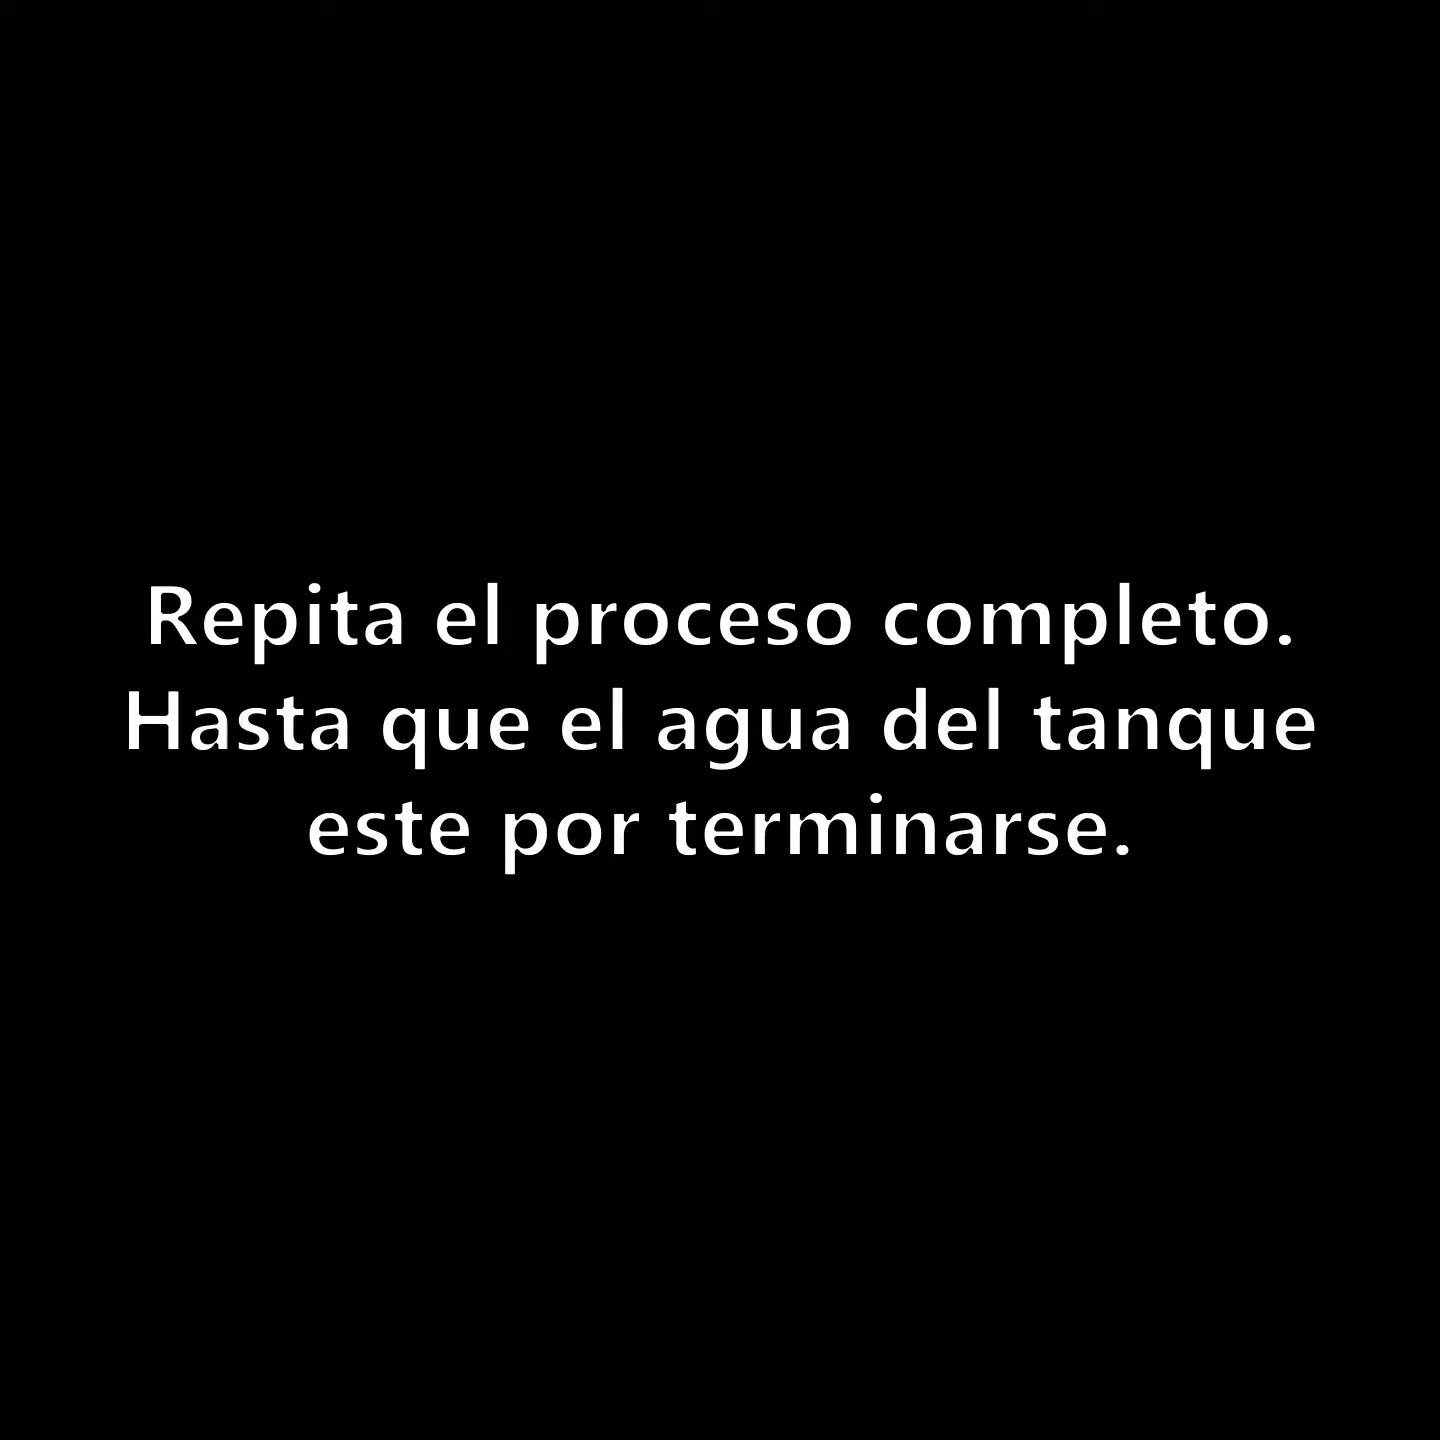 Repita el proceso completo.
Hasta que el agua del tanque
este por terminarse.